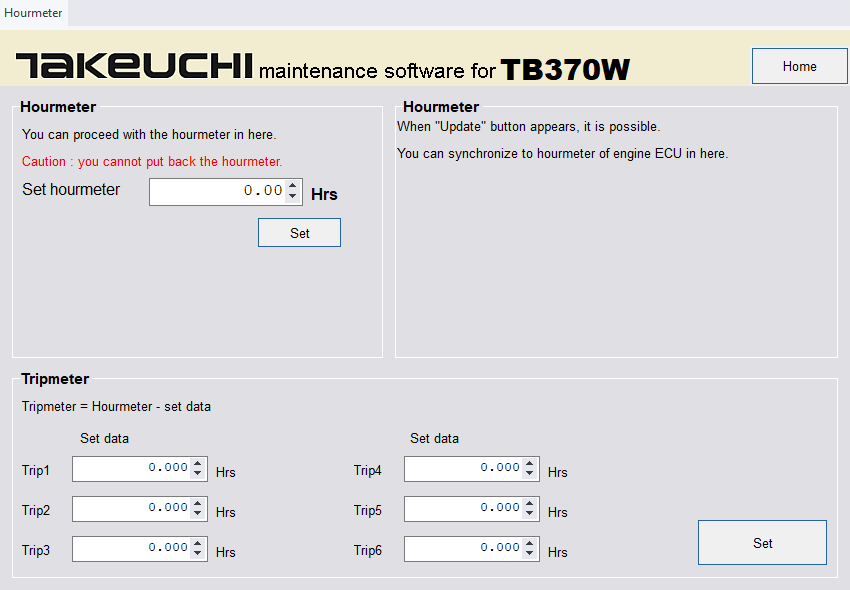 Hourmeter
TAKEUCHI maintenance software for TB370W
Home
Hourmeter
You can proceed with the hourmeter in here.
Caution : you cannot put back the hourmeter.
Set hourmeter 0.00 Hrs
Set
Hourmeter
When "Update" button appears, it is possible.
You can synchronize to hourmeter of engine ECU in here.
Tripmeter
Tripmeter = Hourmeter - set data
Set data Set data
Trip1 0.000 Hrs Trip4 0.000 Hrs
Trip2 0.000 Hrs Trip5 0.000 Hrs
Trip3 0.000 Hrs Trip6 0.000 Hrs
Set